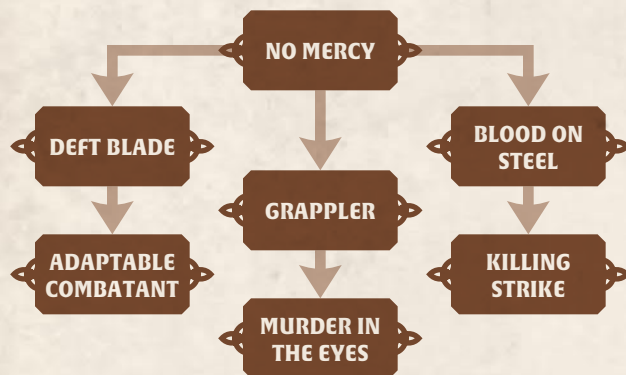 NO MERCY
DEFT BLADE
BLOOD ON
STEEL
GRAPPLER
ADAPTABLE
COMBATANT
KILLING
STRIKE
MURDER IN
THE EYES